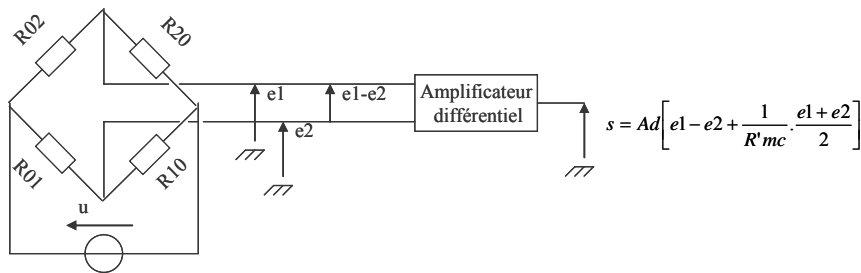 R02
R20
e1
e1-e2
Amplificateur
différentiel
s = Ad[e1 − e2 + 1/R'mc . e1 + e2/2]
e2
R01
R10
u